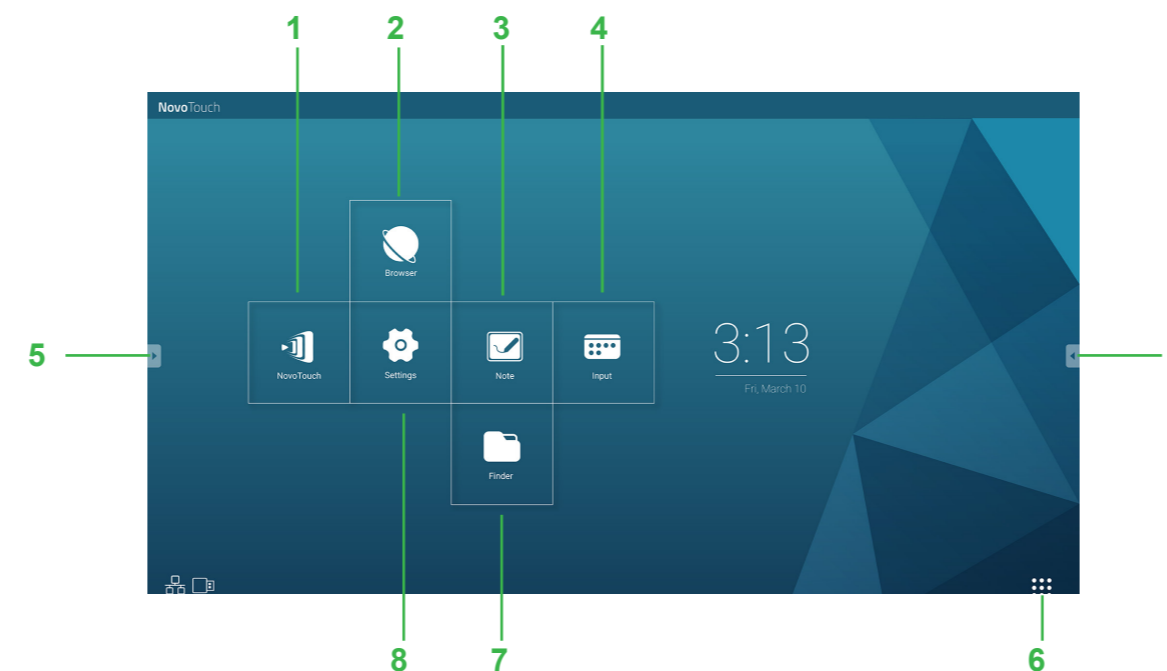 1 2 3 4
NovoTouch
Browser
5
NovoTouch Settings Note Input
3:13
Fri, March 10
Finder
8 7 6